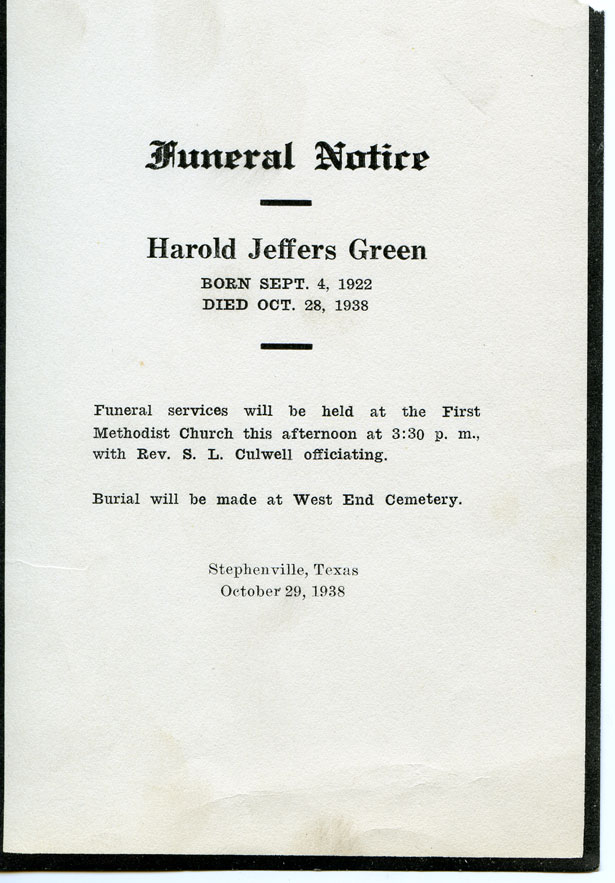 Funeral Notice
Harold Jeffers Green
BORN SEPT. 4, 1922
DIED OCT. 28, 1938
Funeral services will be held at the First
Methodist Church this afternoon at 3:30 p. m.,
with Rev. S. L. Culwell officiating.
Burial will be made at West End Cemetery.
Stephenville, Texas
October 29, 1938